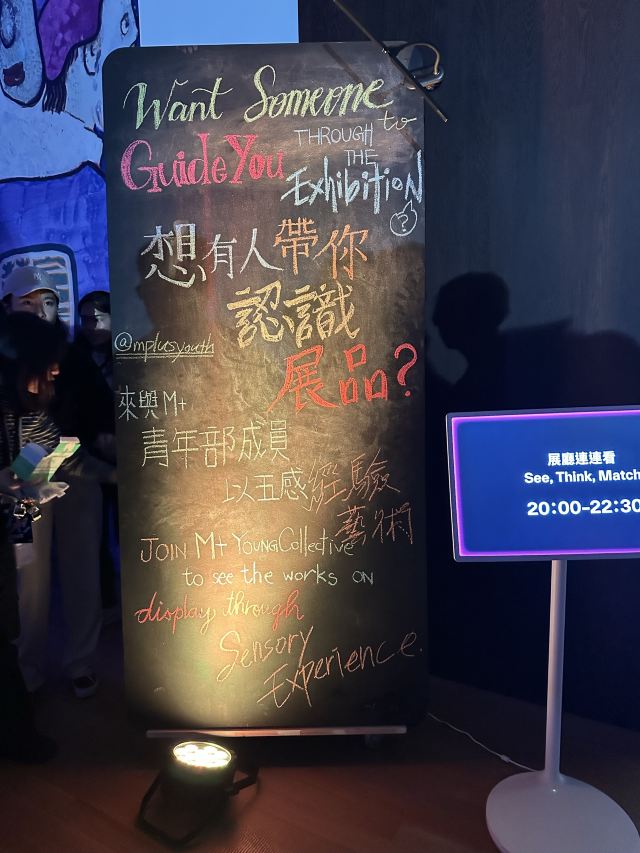 Want Someone to
Guide You THROUGH
THE
Exhibition
?
想有人帶你
認識
展品?
@mplusyouth
來與M+
青年部成員
以五感經驗
藝術
JOIN M+ YOUNG Collective
to see the works on
display through
Sensory
Experience.
展廳連連看
See, Think, Match
20:00-22:30